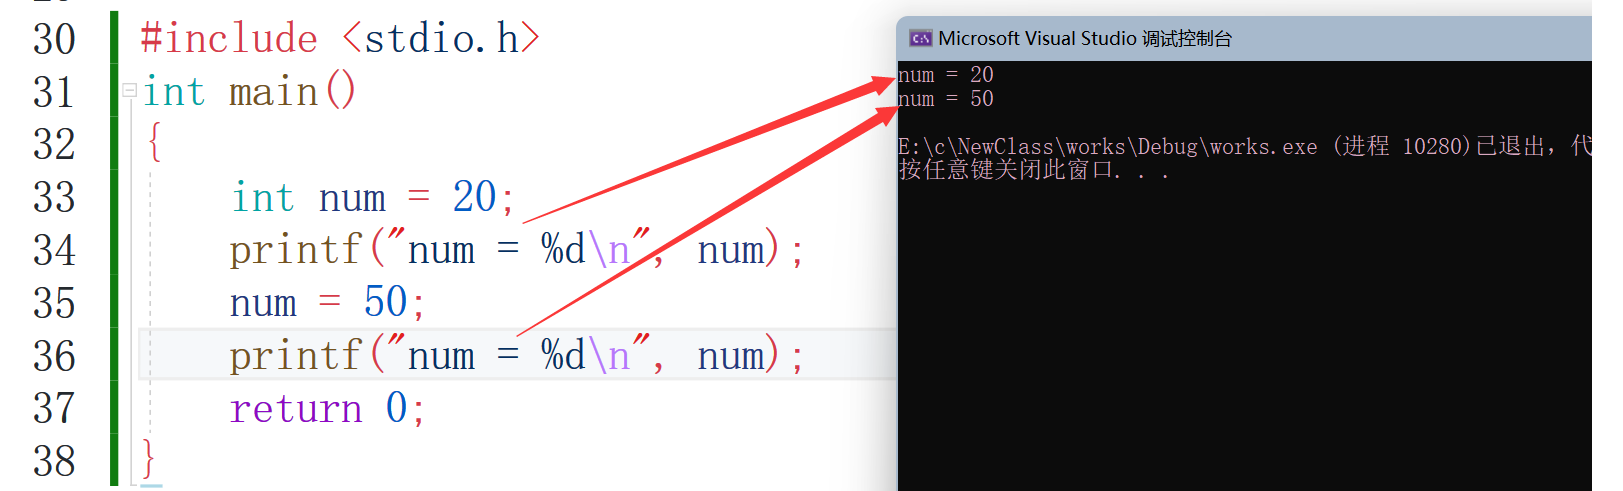 30 #include <stdio.h>
31 int main()
32 {
33 int num = 20;
34 printf("num = %d\n", num);
35 num = 50;
36 printf("num = %d\n", num);
37 return 0;
38 }
Microsoft Visual Studio 调试控制台
num = 20
num = 50
E:\c\NewClass\works\Debug\works.exe (进程 10280)已退出，代
按任意键关闭此窗口. . .